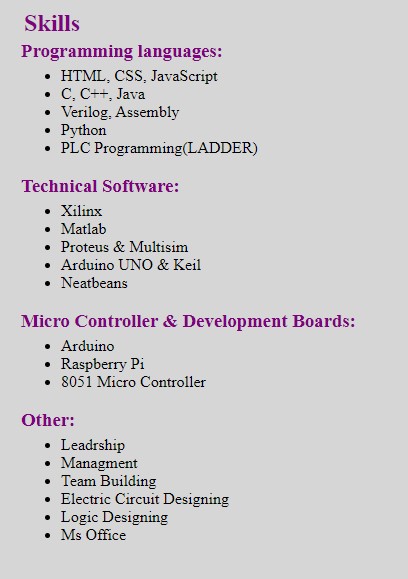 Skills
Programming languages:
HTML, CSS, JavaScript
C, C++, Java
Verilog, Assembly
Python
PLC Programming(LADDER)
Technical Software:
Xilinx
Matlab
Proteus & Multisim
Arduino UNO & Keil
Neatbeans
Micro Controller & Development Boards:
Arduino
Raspberry Pi
8051 Micro Controller
Other:
Leadrship
Managment
Team Building
Electric Circuit Designing
Logic Designing
Ms Office